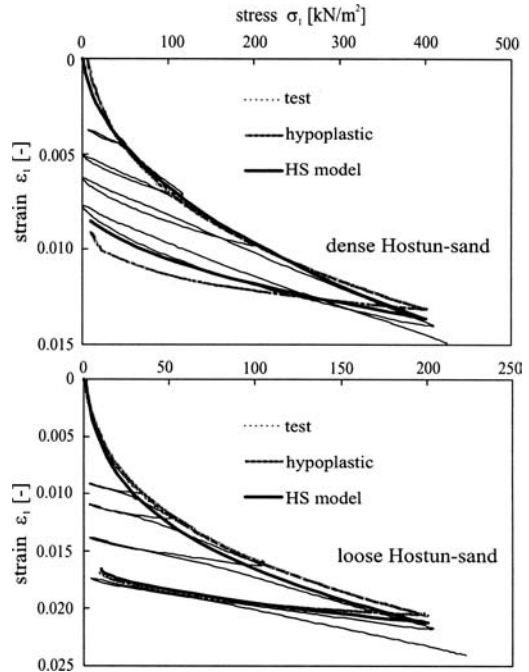 stress σ₁ [kN/m²]
0 100 200 300 400 500
0
0.005
0.010
0.015
strain ε₁ [-]
test
hypoplastic
HS model
dense Hostun-sand
0 50 100 150 200 250
0
0.005
0.010
0.015
0.020
0.025
strain ε₁ [-]
test
hypoplastic
HS model
loose Hostun-sand